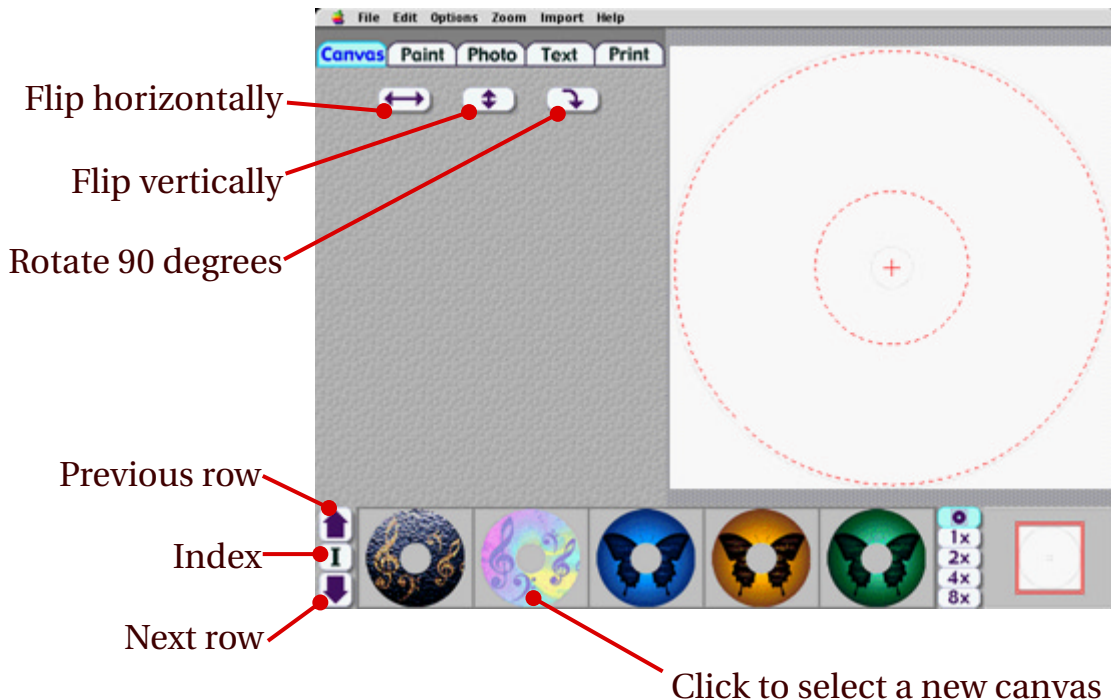 File Edit Options Zoom Import Help
Canvas Paint Photo Text Print
Flip horizontally
Flip vertically
Rotate 90 degrees
Previous row
Index
I
Next row
1x
2x
4x
8x
Click to select a new canvas